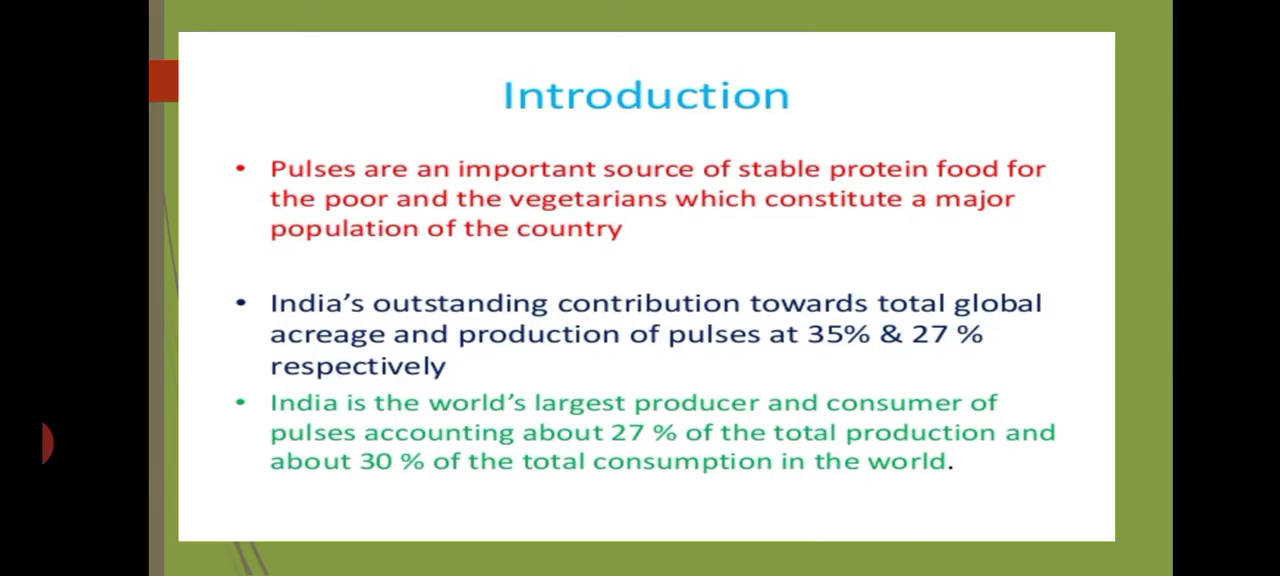 Introduction
• Pulses are an important source of stable protein food for
the poor and the vegetarians which constitute a major
population of the country
• India’s outstanding contribution towards total global
acreage and production of pulses at 35% & 27 %
respectively
• India is the world’s largest producer and consumer of
pulses accounting about 27 % of the total production and
about 30 % of the total consumption in the world.